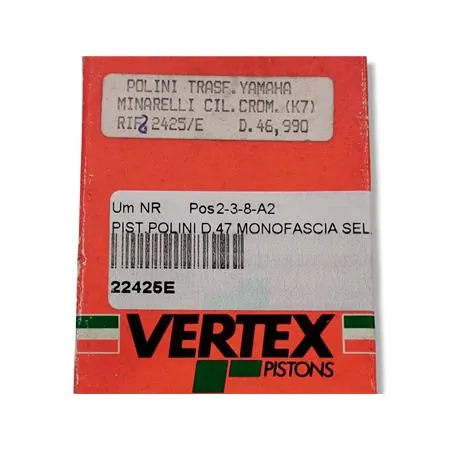 POLINI TRASF.YAMAHA
MINARELLI CIL.CROM.(K7)
RIF. 2425/E D.46,990
Um NR Pos2-3-8-A2
PIST.POLINI D.47 MONOFASCIA SEL
22425E
VERTEX
PISTONS